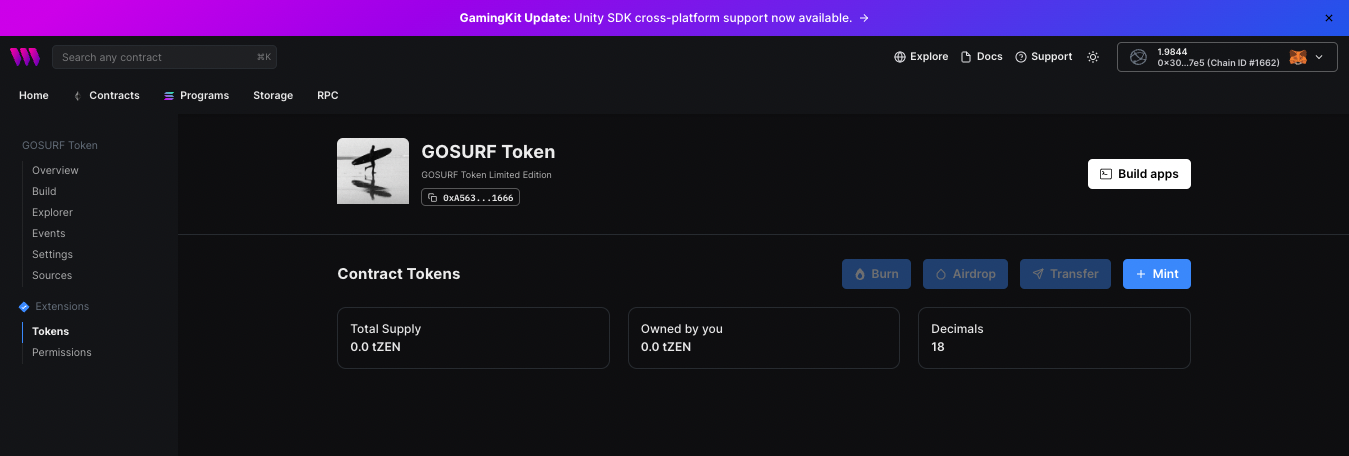 GamingKit Update: Unity SDK cross-platform support now available. →
Search any contract ⌘K
Explore Docs Support
1.9844
0x30...7e5 (Chain ID #1662)
Home Contracts Programs Storage RPC
GOSURF Token
Overview
Build
Explorer
Events
Settings
Sources
Extensions
Tokens
Permissions
GOSURF Token
GOSURF Token Limited Edition
0xA563...1666
Build apps
Contract Tokens
Burn Airdrop Transfer + Mint
Total Supply
0.0 tZEN
Owned by you
0.0 tZEN
Decimals
18